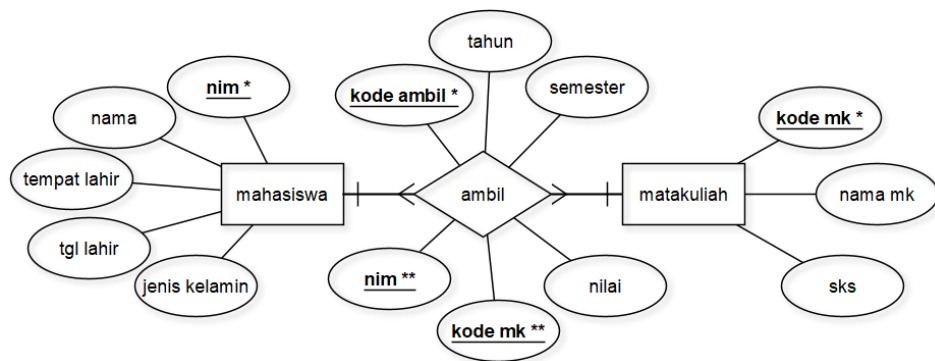 tahun
nim *
kode ambil *
semester
nama
kode mk *
tempat lahir
mahasiswa
ambil
matakuliah
nama mk
tgl lahir
jenis kelamin
nim **
nilai
sks
kode mk **